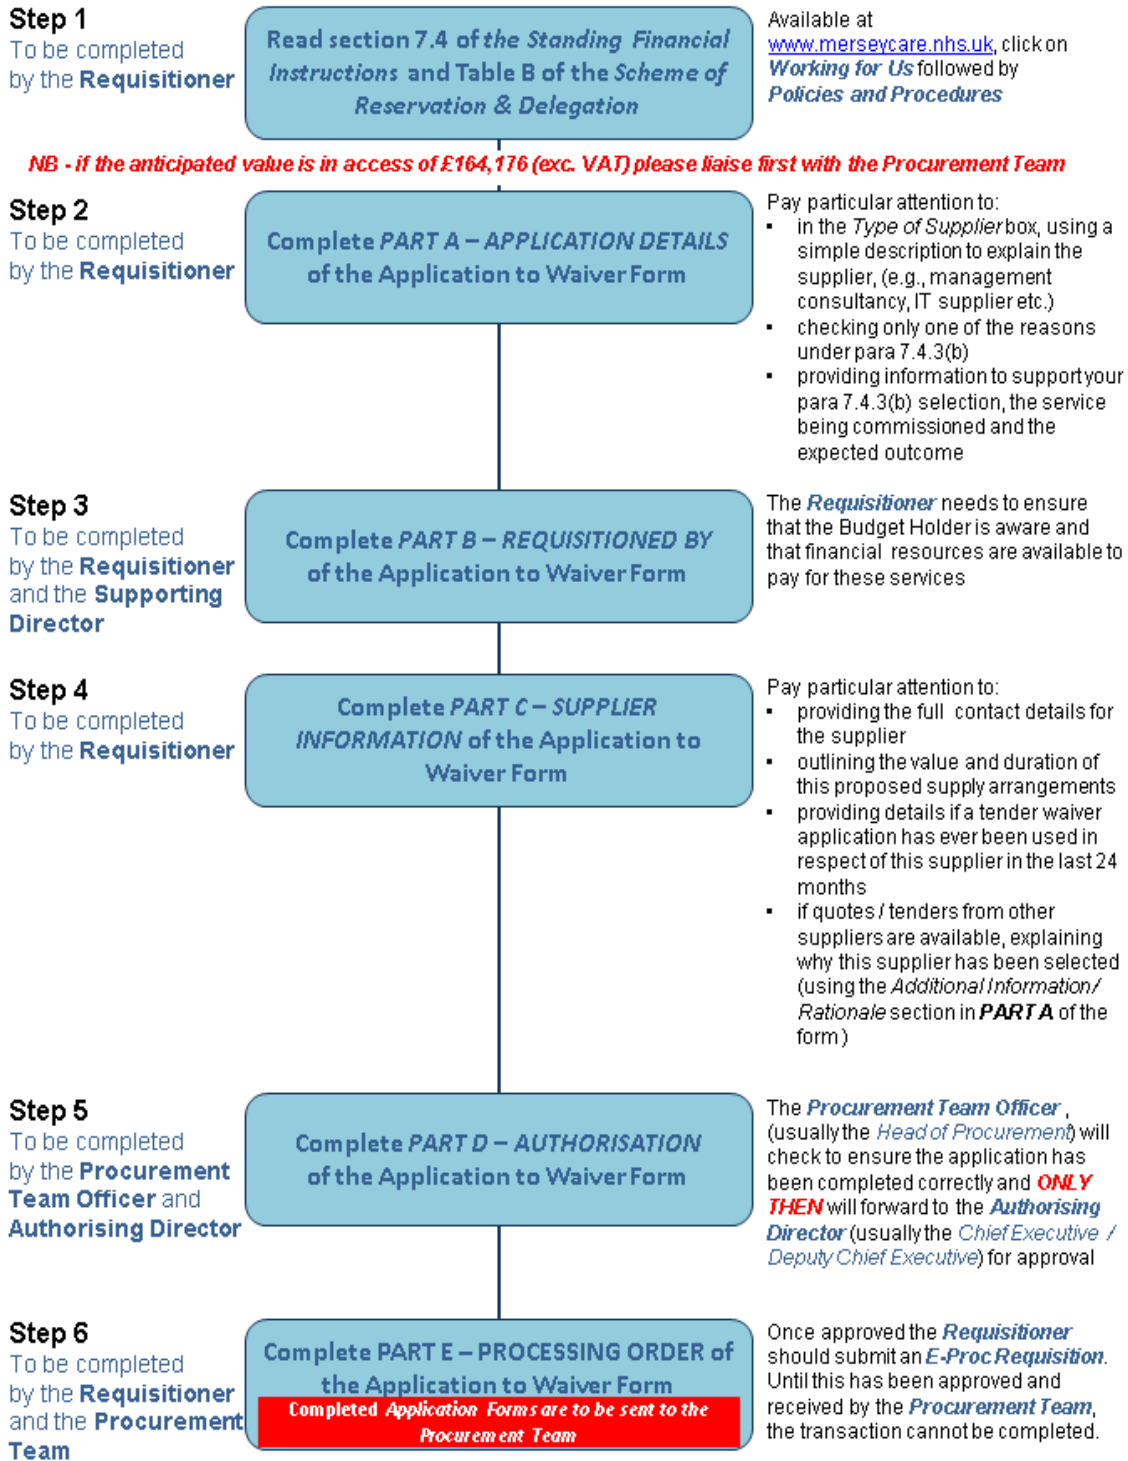 Step 1
To be completed
by the Requisitioner
Read section 7.4 of the Standing Financial
Instructions and Table B of the Scheme of
Reservation & Delegation
Available at
www.merseycare.nhs.uk, click on
Working for Us followed by
Policies and Procedures
NB - if the anticipated value is in access of £164,176 (exc. VAT) please liaise first with the Procurement Team
Step 2
To be completed
by the Requisitioner
Complete PART A – APPLICATION DETAILS
of the Application to Waiver Form
Pay particular attention to:
▪ in the Type of Supplier box, using a
simple description to explain the
supplier, (e.g., management
consultancy, IT supplier etc.)
▪ checking only one of the reasons
under para 7.4.3(b)
▪ providing information to support your
para 7.4.3(b) selection, the service
being commissioned and the
expected outcome
Step 3
To be completed
by the Requisitioner
and the Supporting
Director
Complete PART B – REQUISITIONED BY
of the Application to Waiver Form
The Requisitioner needs to ensure
that the Budget Holder is aware and
that financial resources are available to
pay for these services
Step 4
To be completed
by the Requisitioner
Complete PART C – SUPPLIER
INFORMATION of the Application to
Waiver Form
Pay particular attention to:
▪ providing the full contact details for
the supplier
▪ outlining the value and duration of
this proposed supply arrangements
▪ providing details if a tender waiver
application has ever been used in
respect of this supplier in the last 24
months
▪ if quotes / tenders from other
suppliers are available, explaining
why this supplier has been selected
(using the Additional Information/
Rationale section in PART A of the
form)
Step 5
To be completed
by the Procurement
Team Officer and
Authorising Director
Complete PART D – AUTHORISATION
of the Application to Waiver Form
The Procurement Team Officer ,
(usually the Head of Procurement) will
check to ensure the application has
been completed correctly and ONLY
THEN will forward to the Authorising
Director (usually the Chief Executive /
Deputy Chief Executive) for approval
Step 6
To be completed
by the Requisitioner
and the Procurement
Team
Complete PART E – PROCESSING ORDER of
the Application to Waiver Form
Completed Application Forms are to be sent to the
Procurement Team
Once approved the Requisitioner
should submit an E-Proc Requisition.
Until this has been approved and
received by the Procurement Team,
the transaction cannot be completed.